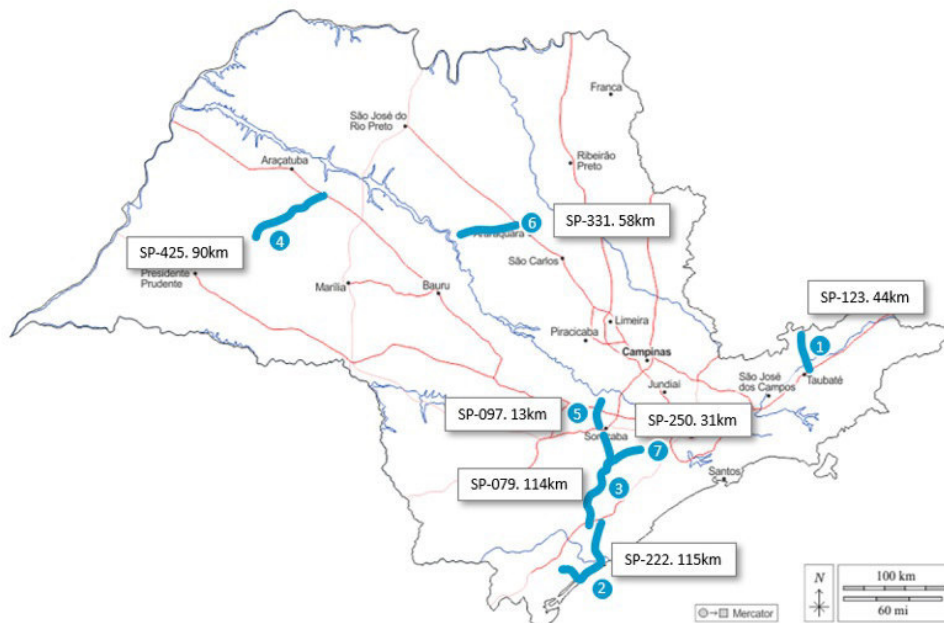 Franca
São José do
Rio Preto
Ribeirão
Preto
Araçatuba
SP-331. 58km
6
Araraquara
4
SP-425. 90km
Presidente
Prudente
São Carlos
Marília
Bauru
SP-123. 44km
Limeira
Piracicaba
Campinas
1
São José
dos Campos
Taubaté
Jundiaí
SP-097. 13km
5
SP-250. 31km
Sorocaba
7
SP-079. 114km
3
Santos
SP-222. 115km
2
N
100 km
60 mi
Mercator